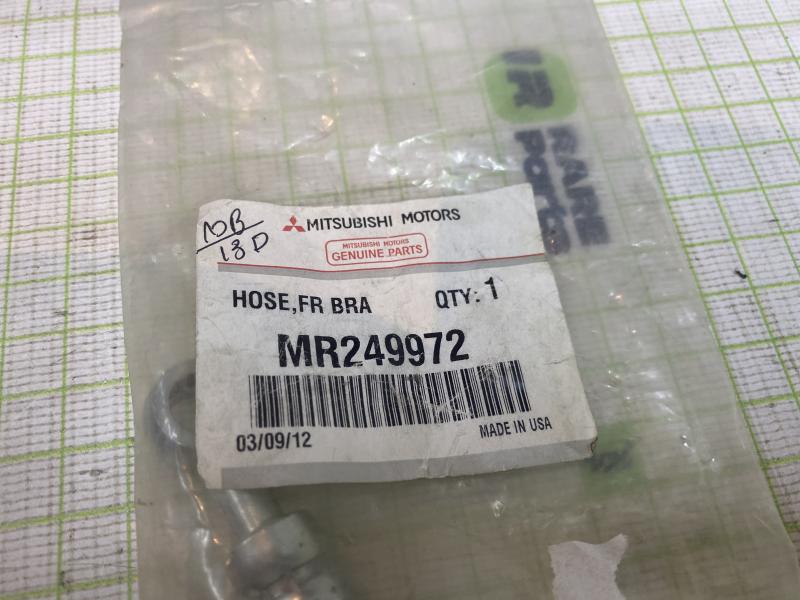 10B
18D
MITSUBISHI MOTORS
MITSUBISHI MOTORS
GENUINE PARTS
HOSE,FR BRA QTY: 1
MR249972
03/09/12 MADE IN USA
RARE
Parts